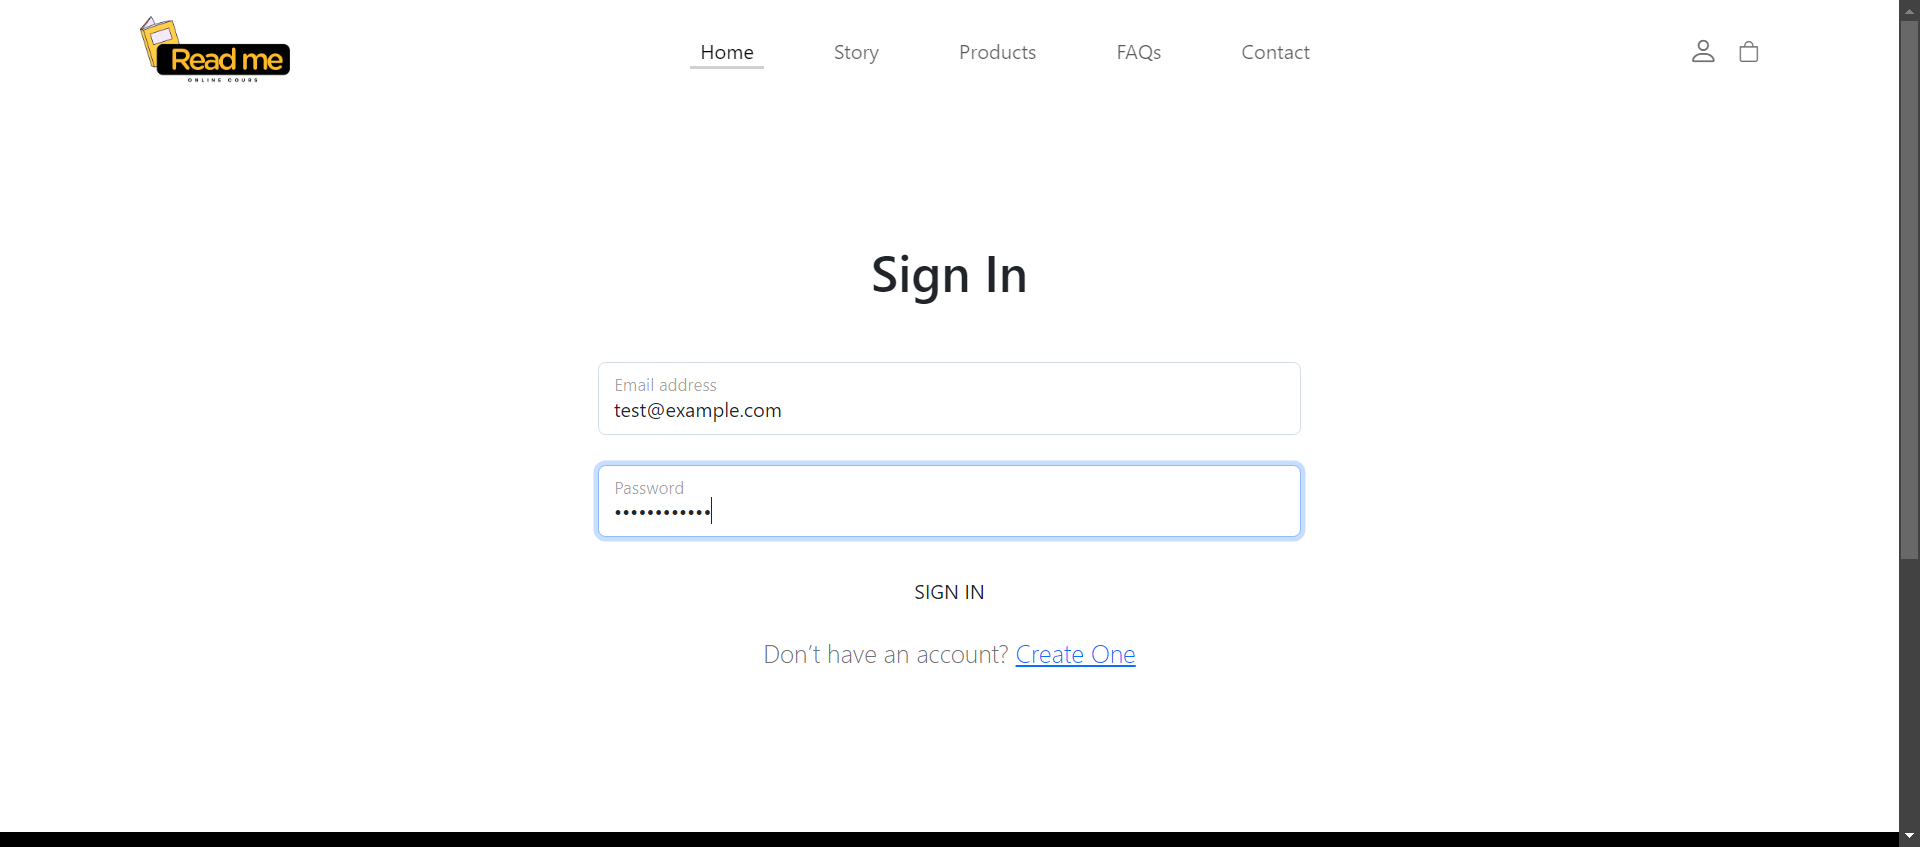 Read me
ONLINE COURS
Home
Story
Products
FAQs
Contact
Sign In
Email address
test@example.com
Password
••••••••••••
SIGN IN
Don’t have an account? Create One